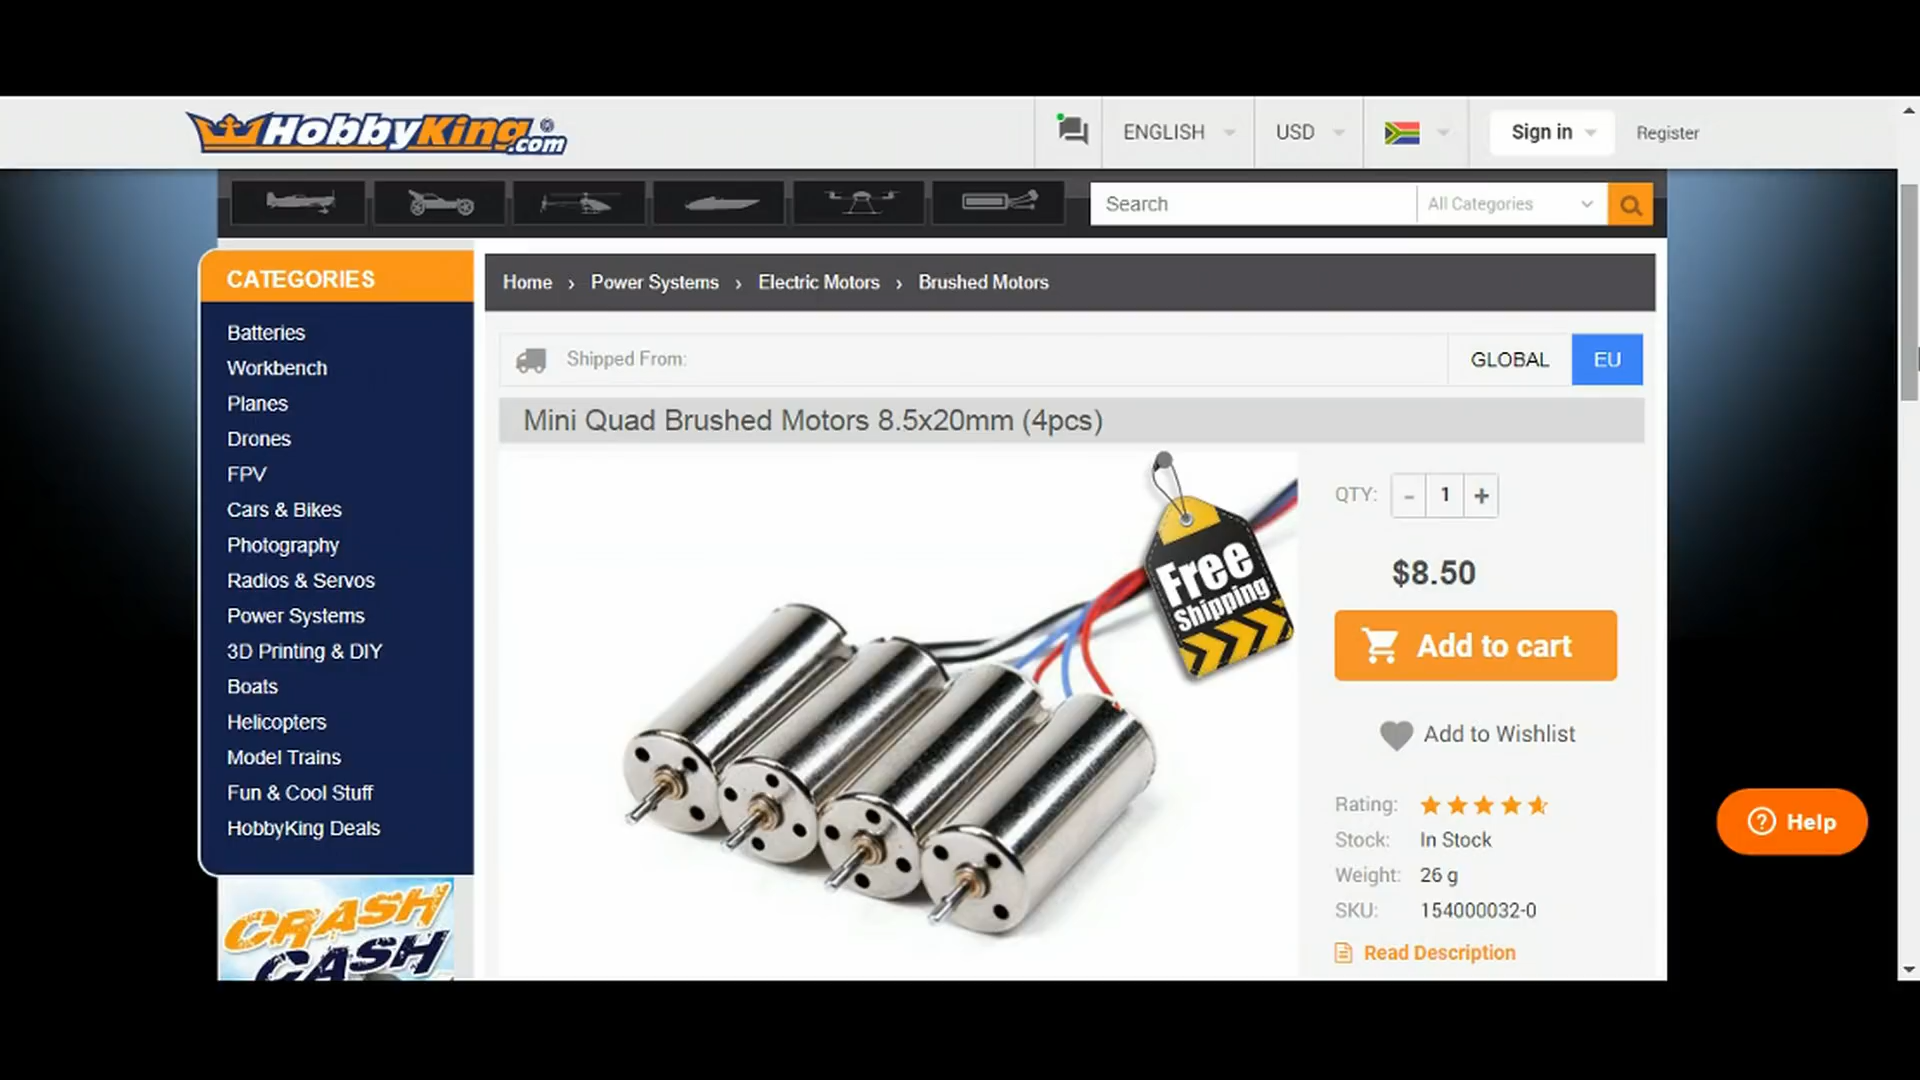 HobbyKing.com
ENGLISH
USD
Sign in
Register
Search
All Categories
CATEGORIES
Batteries
Workbench
Planes
Drones
FPV
Cars & Bikes
Photography
Radios & Servos
Power Systems
3D Printing & DIY
Boats
Helicopters
Model Trains
Fun & Cool Stuff
HobbyKing Deals
CRASH
CASH
Home › Power Systems › Electric Motors › Brushed Motors
Shipped From:
GLOBAL
EU
Mini Quad Brushed Motors 8.5x20mm (4pcs)
Free
Shipping
QTY: - 1 +
$8.50
Add to cart
Add to Wishlist
Rating:
Stock: In Stock
Weight: 26 g
SKU: 154000032-0
Read Description
? Help